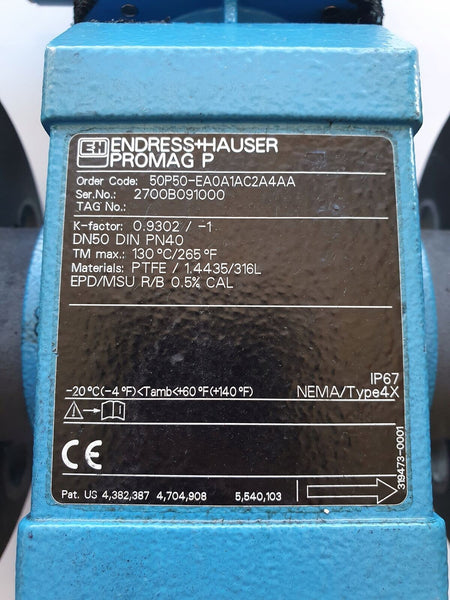 EH ENDRESS+HAUSER
PROMAG P
Order Code: 50P50-EA0A1AC2A4AA
Ser.No.: 2700B091000
TAG No.:
K-factor: 0.9302 / -1
DN50 DIN PN40
TM max.: 130 °C/265 °F
Materials: PTFE / 1.4435/316L
EPD/MSU R/B 0.5% CAL
IP67
-20°C(-4°F)<Tamb<+60°F(+140°F) NEMA/Type4X
i
CE
319473-0001
Pat. US 4,382,387 4,704,908 5,540,103